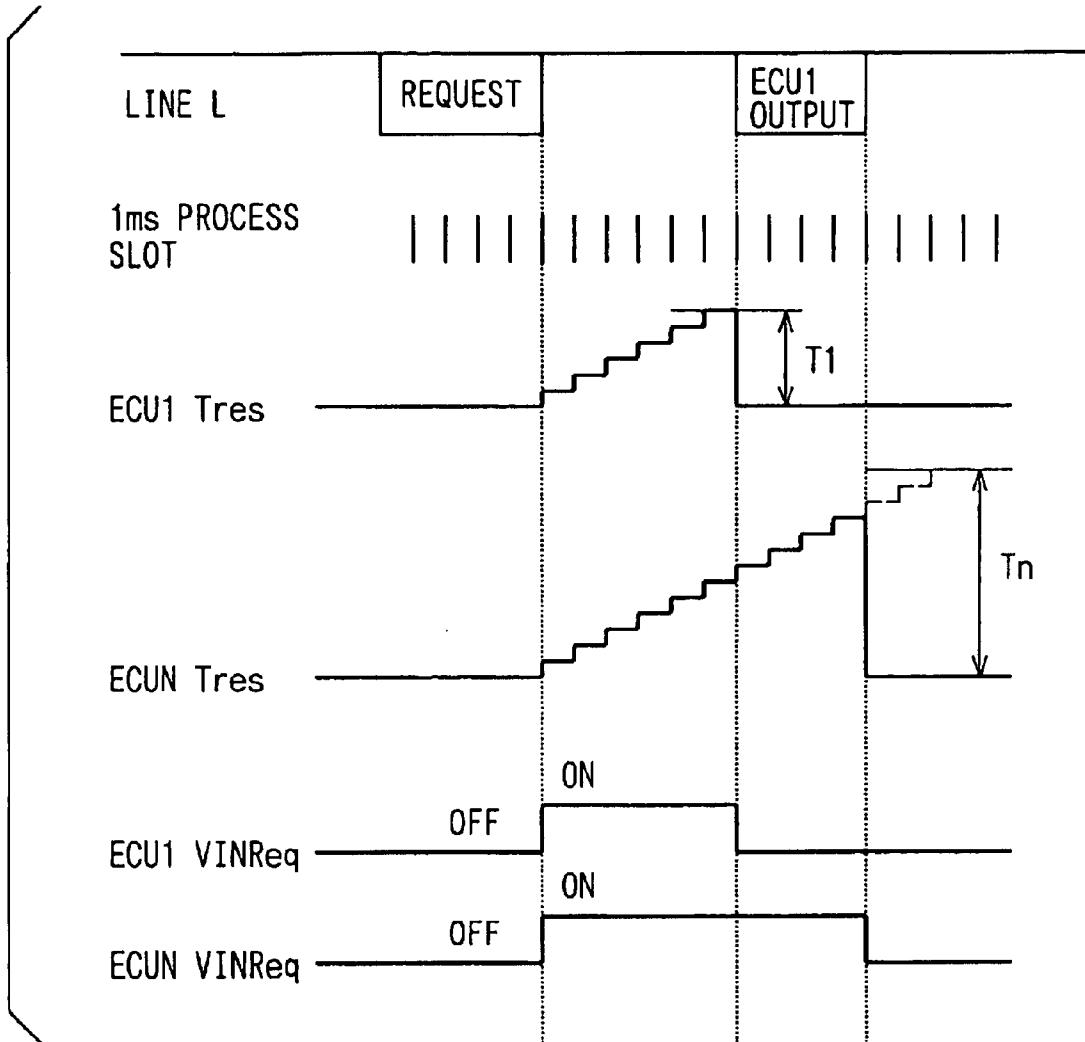 LINE L
REQUEST
ECU1
OUTPUT
1ms PROCESS
SLOT
T1
ECU1 Tres
Tn
ECUN Tres
ON
OFF
ECU1 VINReq
ON
OFF
ECUN VINReq